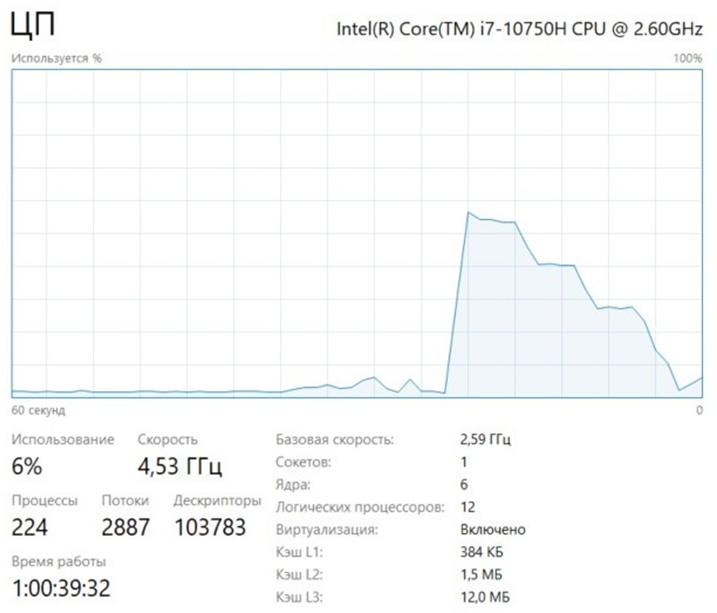 ЦП
Intel(R) Core(TM) i7-10750H CPU @ 2.60GHz
Используется %
100%
60 секунд
0
Использование
Скорость
6%
4,53 ГГц
Процессы
Потоки
Дескрипторы
224
2887
103783
Время работы
1:00:39:32
Базовая скорость:
2,59 ГГц
Сокетов:
1
Ядра:
6
Логических процессоров:
12
Виртуализация:
Включено
Кэш L1:
384 КБ
Кэш L2:
1,5 МБ
Кэш L3:
12,0 МБ